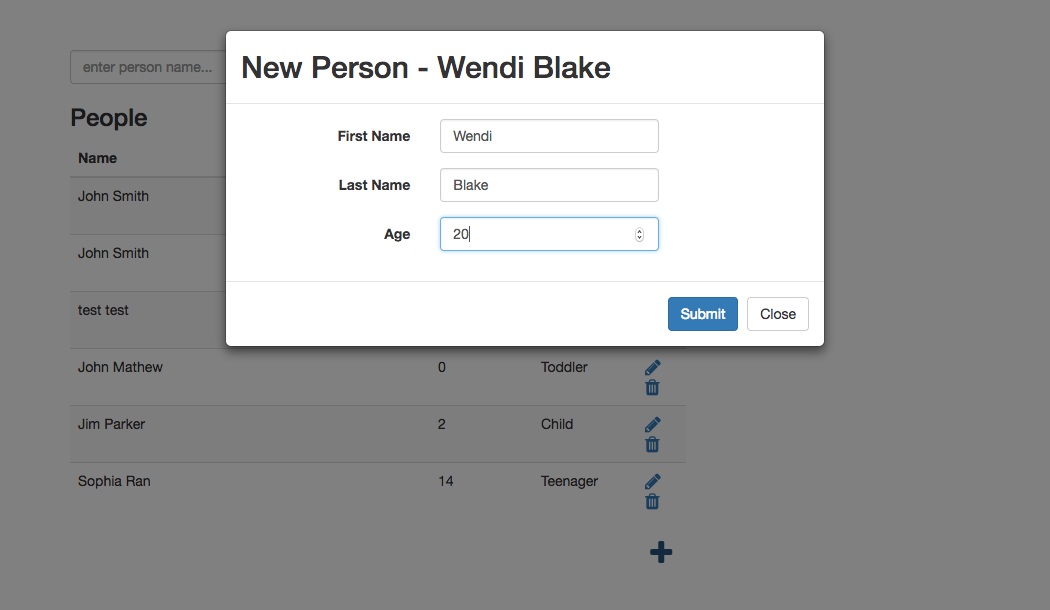 New Person - Wendi Blake
enter person name...
First Name Wendi
People
Name
Last Name Blake
John Smith
Age 20
John Smith
test test
Submit Close
John Mathew 0 Toddler
Jim Parker 2 Child
Sophia Ran 14 Teenager